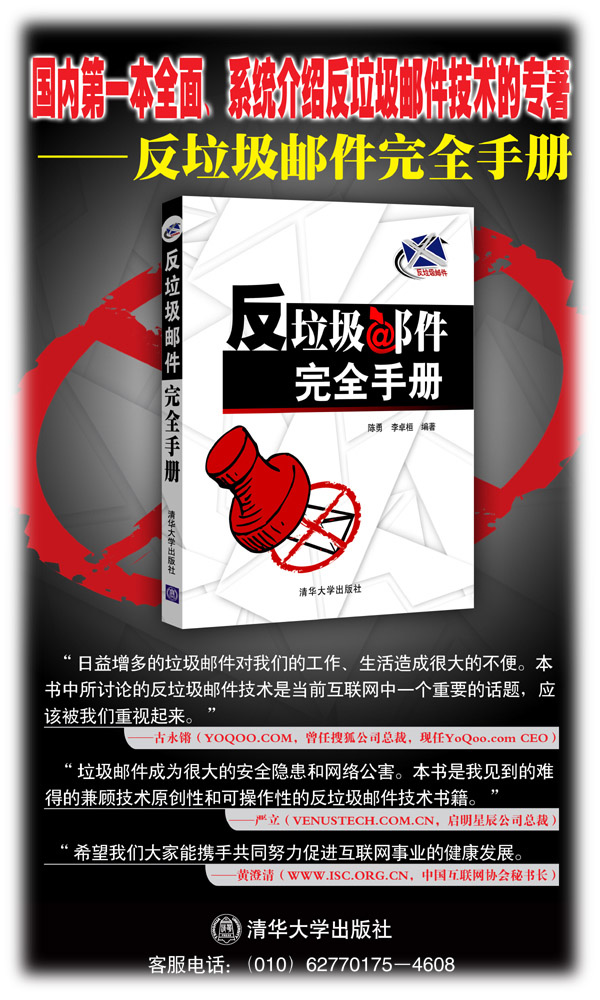 国内第一本全面、系统介绍反垃圾邮件技术的专著
——反垃圾邮件完全手册
反垃圾邮件
反垃圾邮件
完全手册
陈勇 李卓桓 编著
清华大学出版社
反垃圾邮件完全手册
清华大学出版社
“日益增多的垃圾邮件对我们的工作、生活造成很大的不便。本
书中所讨论的反垃圾邮件技术是当前互联网中一个重要的话题，应
该被我们重视起来。”
——古永锵（YOQOO.COM，曾任搜狐公司总裁，现任YoQoo.com CEO）
“垃圾邮件成为很大的安全隐患和网络公害。本书是我见到的难
得的兼顾技术原创性和可操作性的反垃圾邮件技术书籍。”
——严立（VENUSTECH.COM.CN，启明星辰公司总裁）
“希望我们大家能携手共同努力促进互联网事业的健康发展。
——黄澄清（WWW.ISC.ORG.CN，中国互联网协会秘书长）
清华大学出版社
客服电话：（010）62770175－4608